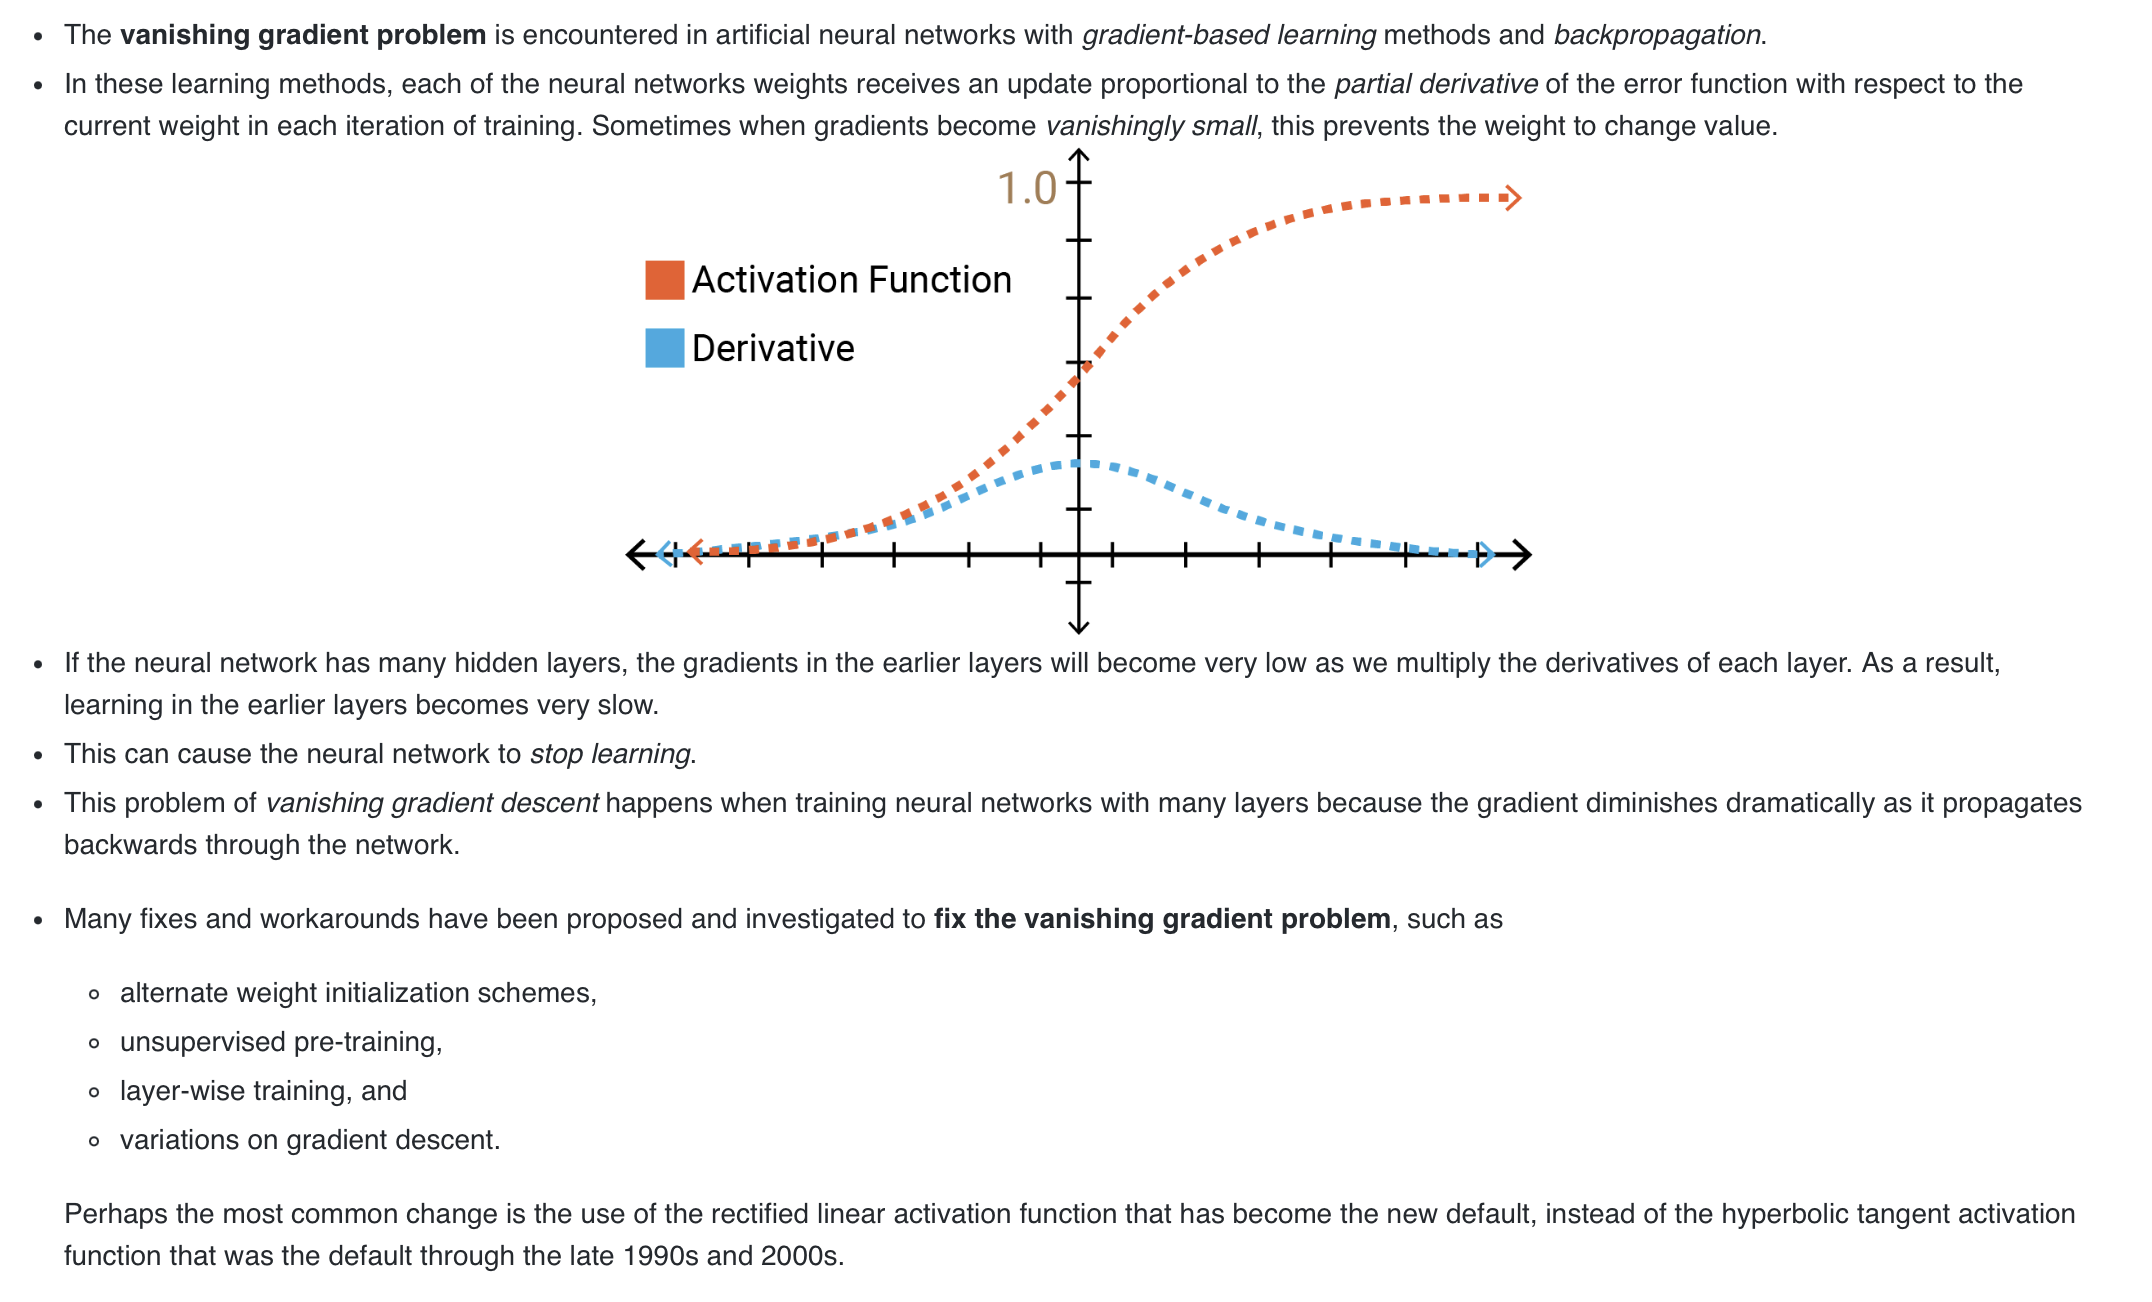 The vanishing gradient problem is encountered in artificial neural networks with gradient-based learning methods and backpropagation.
In these learning methods, each of the neural networks weights receives an update proportional to the partial derivative of the error function with respect to the
current weight in each iteration of training. Sometimes when gradients become vanishingly small, this prevents the weight to change value.
1.0
Activation Function
Derivative
If the neural network has many hidden layers, the gradients in the earlier layers will become very low as we multiply the derivatives of each layer. As a result,
learning in the earlier layers becomes very slow.
This can cause the neural network to stop learning.
This problem of vanishing gradient descent happens when training neural networks with many layers because the gradient diminishes dramatically as it propagates
backwards through the network.
Many fixes and workarounds have been proposed and investigated to fix the vanishing gradient problem, such as
alternate weight initialization schemes,
unsupervised pre-training,
layer-wise training, and
variations on gradient descent.
Perhaps the most common change is the use of the rectified linear activation function that has become the new default, instead of the hyperbolic tangent activation
function that was the default through the late 1990s and 2000s.